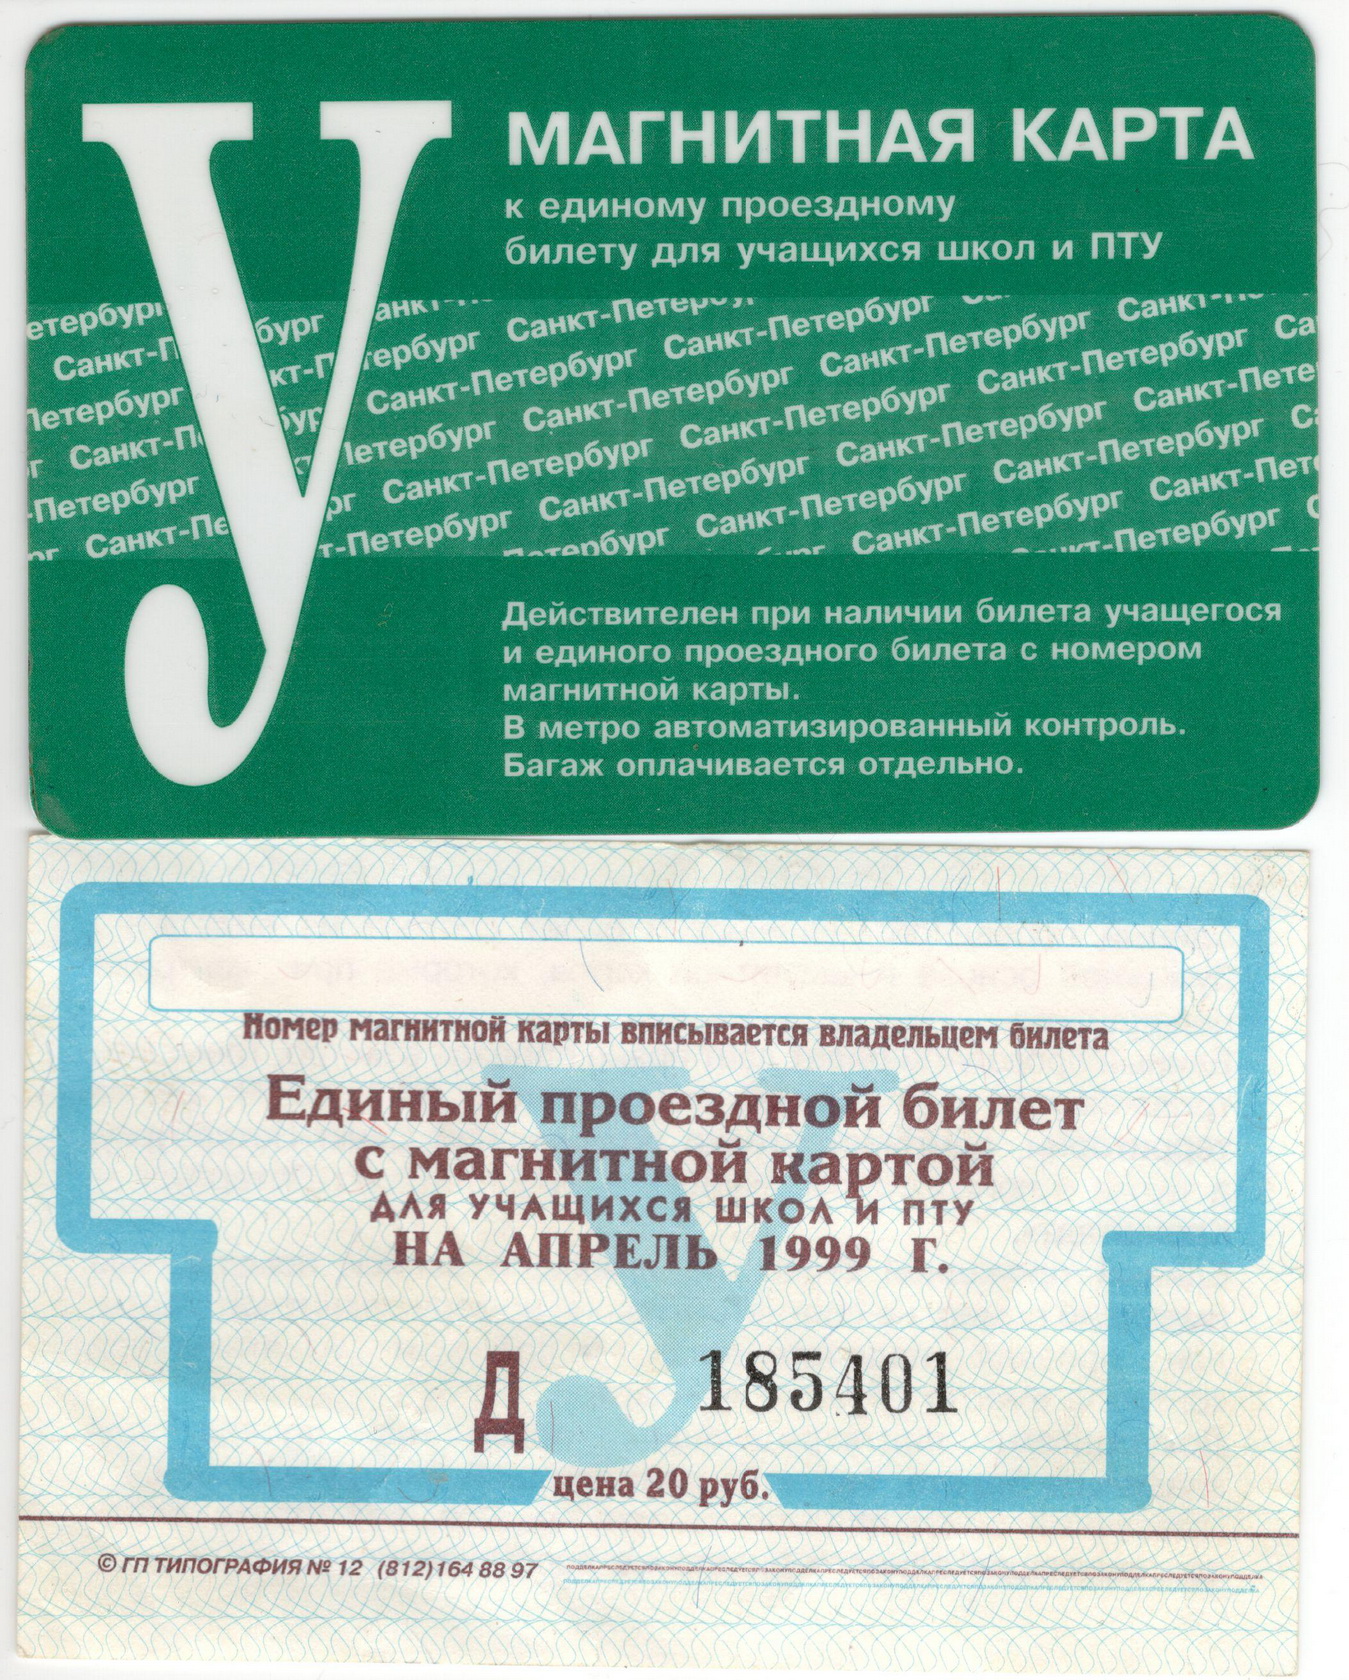 У
МАГНИТНАЯ КАРТА
к единому проездному
билету для учащихся школ и ПТУ
Санкт-Петербург Санкт-Петербург Санкт-Петербург
Действителен при наличии билета учащегося
и единого проездного билета с номером
магнитной карты.
В метро автоматизированный контроль.
Багаж оплачивается отдельно.
Номер магнитной карты вписывается владельцем билета
Единый проездной билет
с магнитной картой
ДЛЯ УЧАЩИХСЯ ШКОЛ И ПТУ
НА АПРЕЛЬ 1999 Г.
У
Д 185401
цена 20 руб.
© ГП ТИПОГРАФИЯ № 12 (812)164 88 97